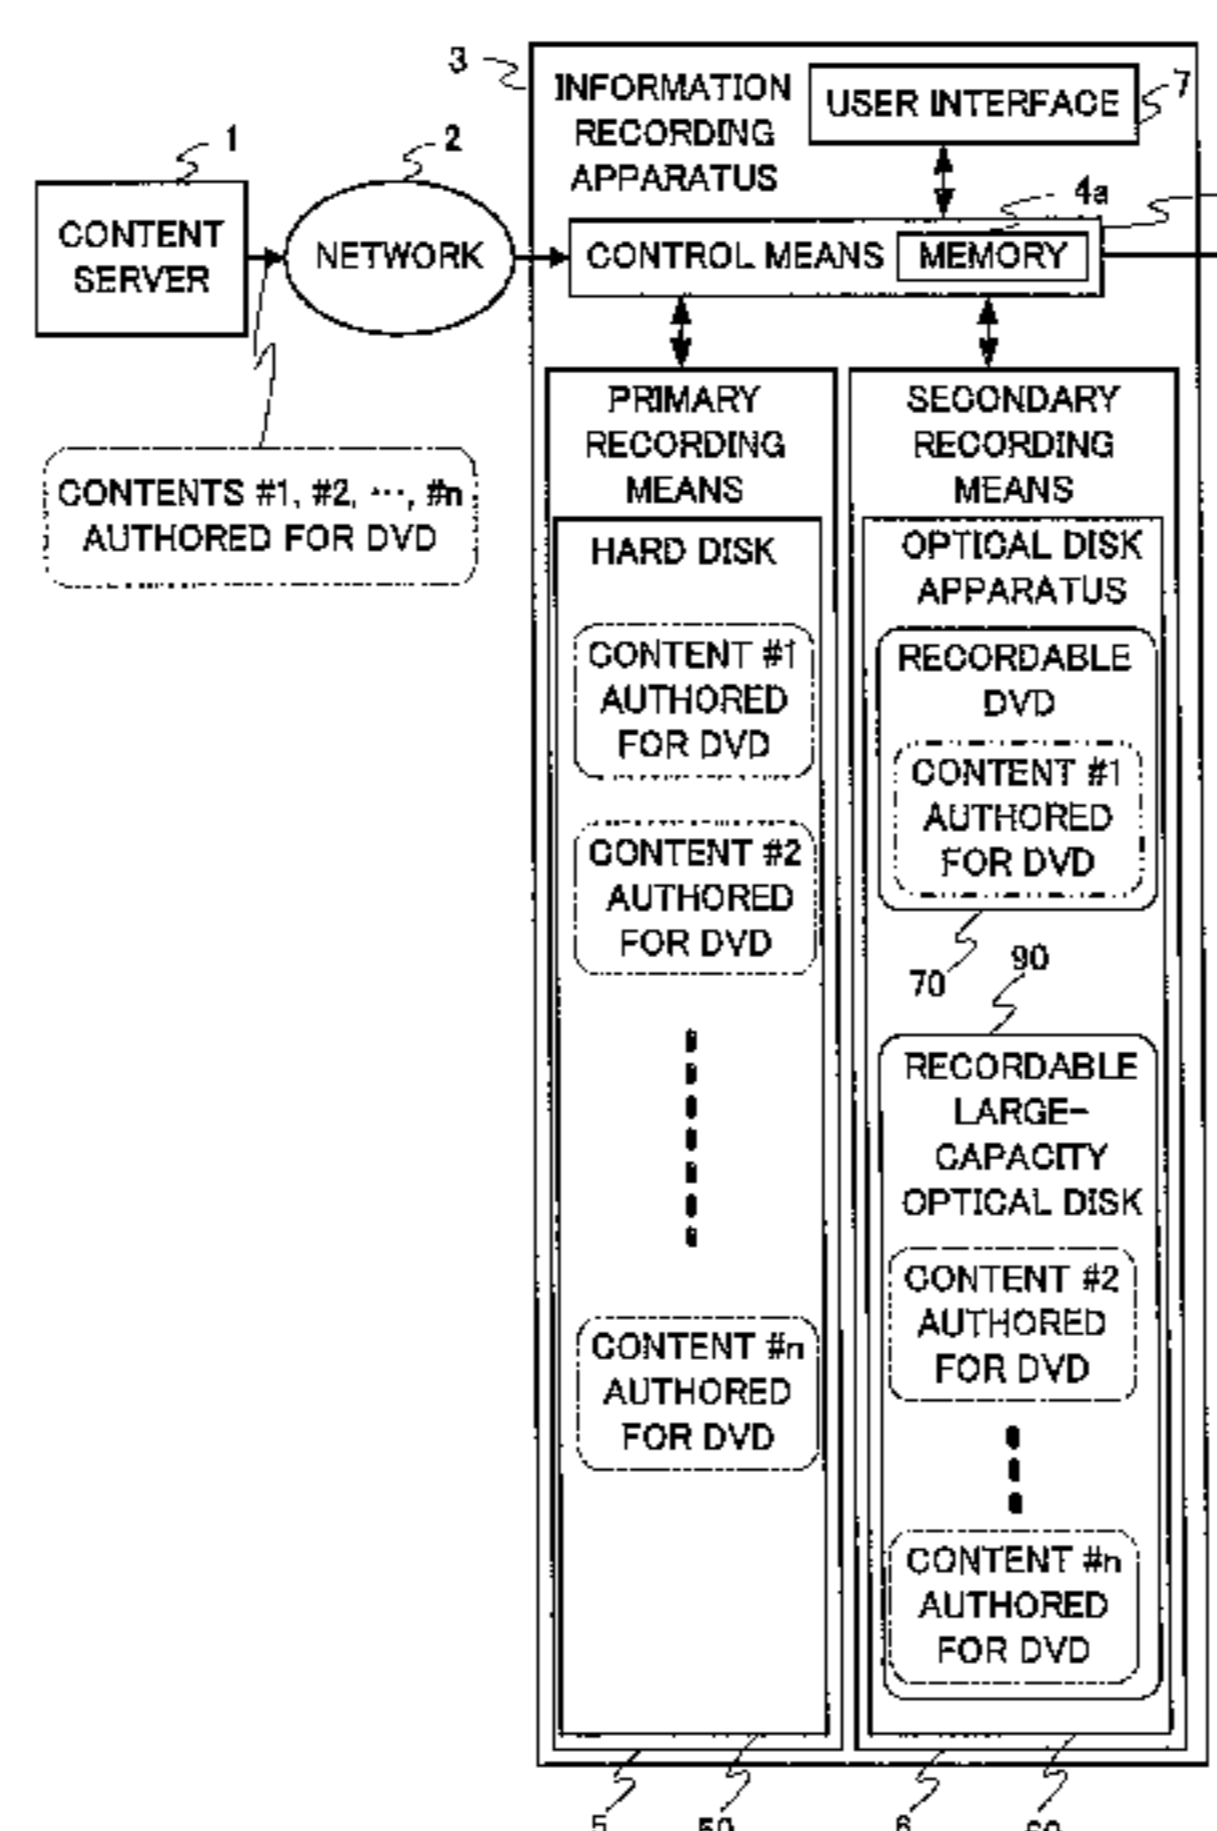 3
INFORMATION
RECORDING
APPARATUS
USER INTERFACE
7
1
2
4a
CONTENT
SERVER
NETWORK
CONTROL MEANS
MEMORY
CONTENTS #1, #2, ···, #n
AUTHORED FOR DVD
PRIMARY
RECORDING
MEANS
HARD DISK
CONTENT #1
AUTHORED
FOR DVD
CONTENT #2
AUTHORED
FOR DVD
CONTENT #n
AUTHORED
FOR DVD
SECONDARY
RECORDING
MEANS
OPTICAL DISK
APPARATUS
RECORDABLE
DVD
CONTENT #1
AUTHORED
FOR DVD
70
90
RECORDABLE
LARGE-
CAPACITY
OPTICAL DISK
CONTENT #2
AUTHORED
FOR DVD
CONTENT #n
AUTHORED
FOR DVD
5
6